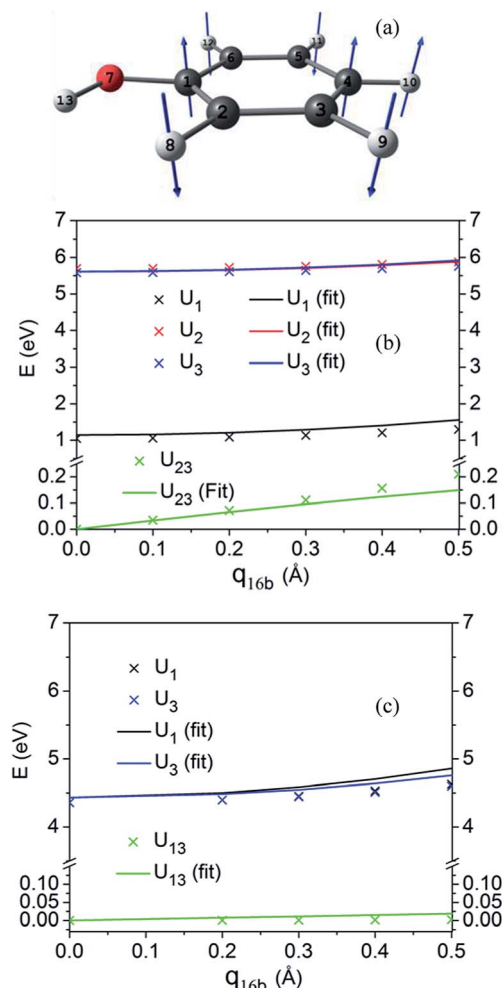 (a)
12
11
6
5
7
1
4
10
13
2
3
8
9
7
6
5
4
3
2
1
0.2
0.1
0.0
E (eV)
U1 U1 (fit)
U2 U2 (fit)
U3 U3 (fit)
(b)
U23
U23 (Fit)
7
6
5
4
3
2
1
0.2
0.1
0.0
0.0 0.1 0.2 0.3 0.4 0.5
q16b (Å)
7
6
5
4
0.10
0.05
0.00
E (eV)
U1
U3
U1 (fit)
U3 (fit)
(c)
U13
U13 (fit)
7
6
5
4
0.10
0.05
0.00
0.0 0.1 0.2 0.3 0.4 0.5
q16b (Å)